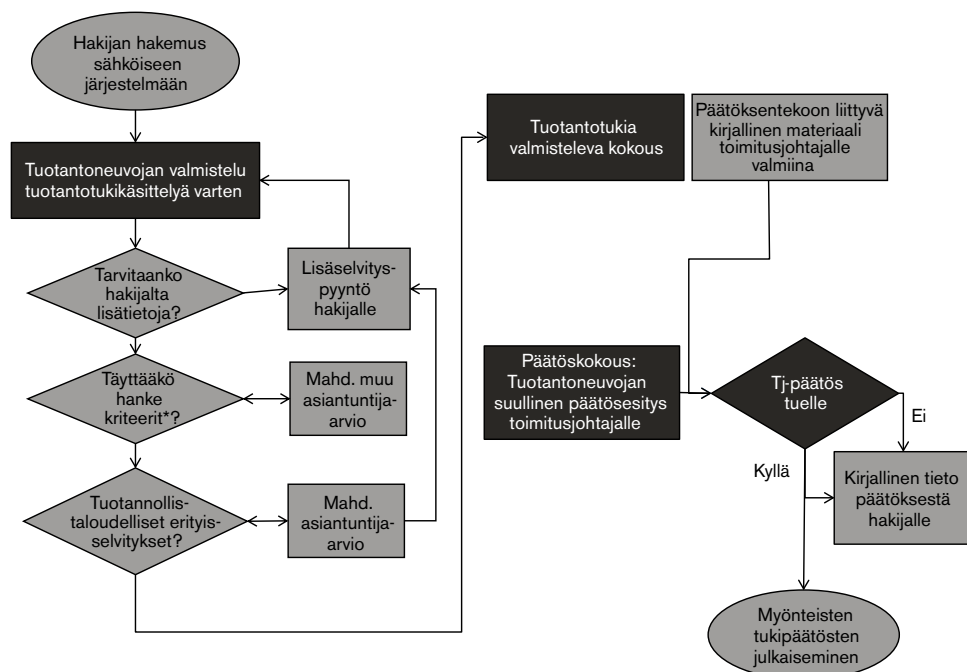 Hakijan hakemus
sähköiseen
järjestelmään
Tuotantoneuvojan valmistelu
tuotantotukikäsittelyä varten
Tarvitaanko
hakijalta
lisätietoja?
Lisäselvitys-
pyyntö
hakijalle
Täyttääkö
hanke
kriteerit*?
Mahd. muu
asiantuntija-
arvio
Tuotannollis-
taloudelliset erityis-
selvitykset?
Mahd.
asiantuntija-
arvio
Tuotantotukia
valmisteleva kokous
Päätöksentekoon liittyvä
kirjallinen materiaali
toimitusjohtajalle
valmiina
Päätöskokous:
Tuotantoneuvojan
suullinen päätösesitys
toimitusjohtajalle
Tj-päätös
tuelle
Ei
Kyllä
Kirjallinen tieto
päätöksestä
hakijalle
Myönteisten
tukipäätösten
julkaiseminen